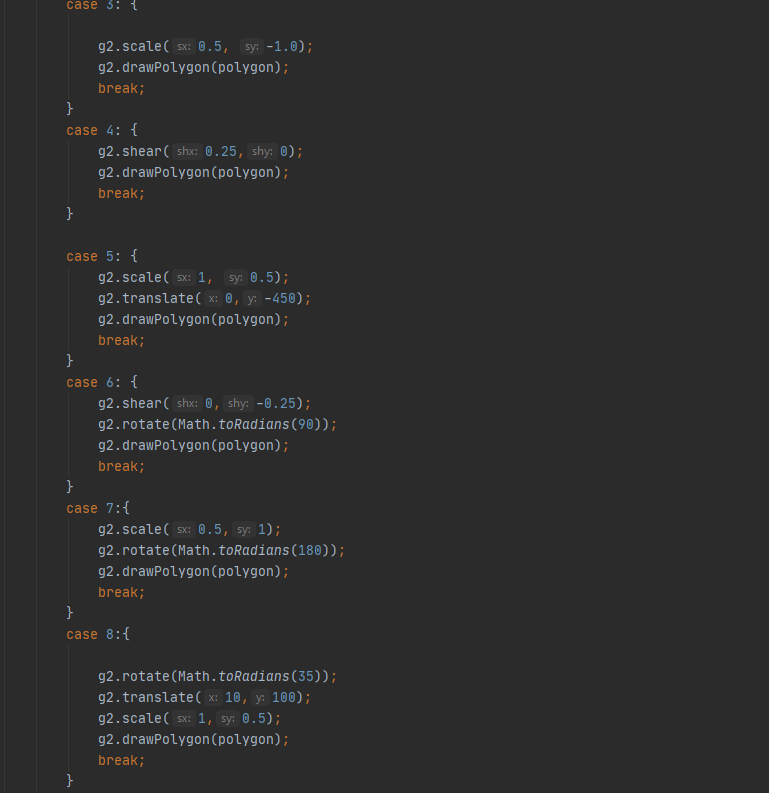 case 3: {
g2.scale( sx: 0.5, sy: -1.0);
g2.drawPolygon(polygon);
break;
}
case 4: {
g2.shear( shx: 0.25, shy: 0);
g2.drawPolygon(polygon);
break;
}
case 5: {
g2.scale( sx: 1, sy: 0.5);
g2.translate( x: 0, y: -450);
g2.drawPolygon(polygon);
break;
}
case 6: {
g2.shear( shx: 0, shy: -0.25);
g2.rotate(Math.toRadians(90));
g2.drawPolygon(polygon);
break;
}
case 7:{
g2.scale( sx: 0.5, sy: 1);
g2.rotate(Math.toRadians(180));
g2.drawPolygon(polygon);
break;
}
case 8:{
g2.rotate(Math.toRadians(35));
g2.translate( x: 10, y: 100);
g2.scale( sx: 1, sy: 0.5);
g2.drawPolygon(polygon);
break;
}